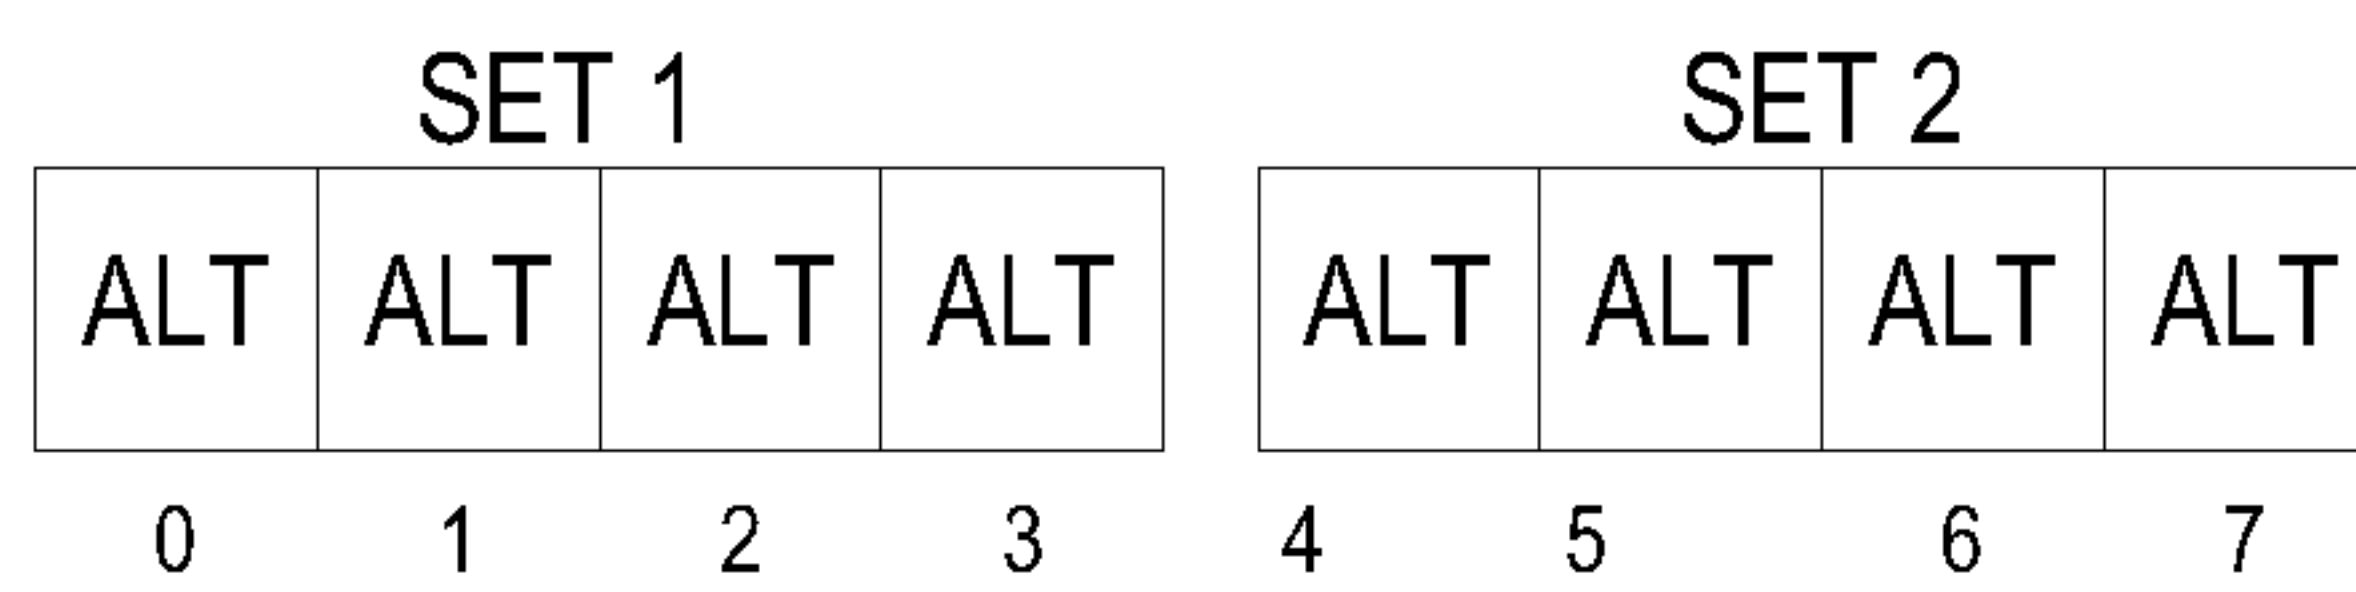 SET 1 SET 2
ALT ALT ALT ALT ALT ALT ALT ALT
0 1 2 3 4 5 6 7